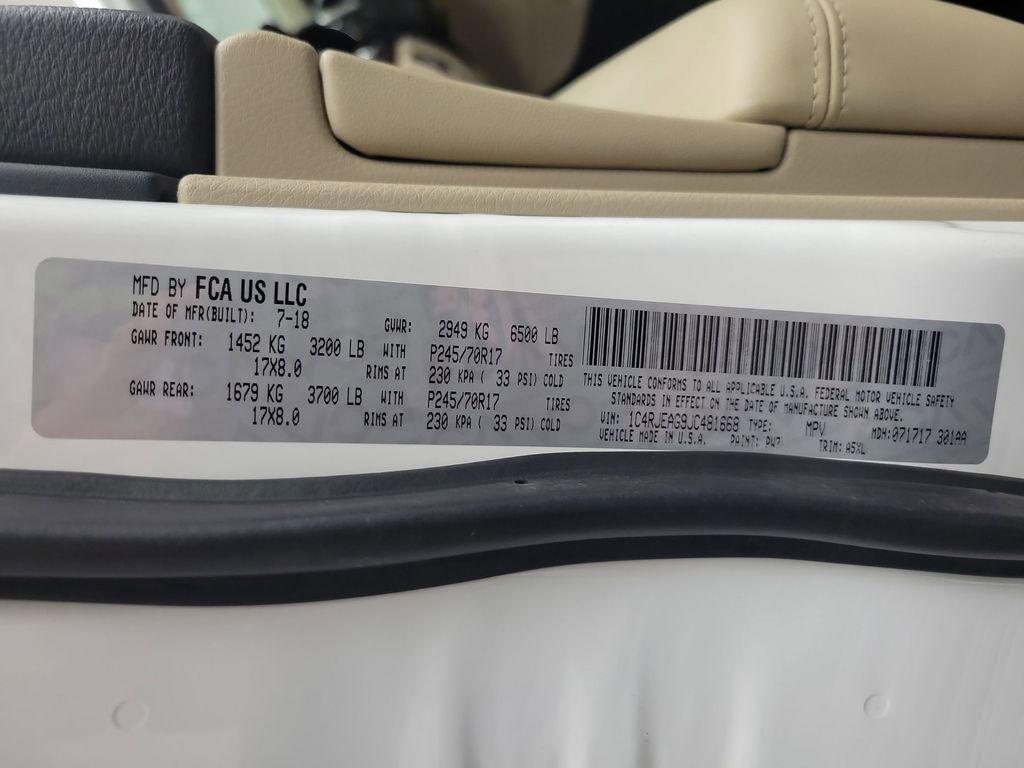 MFD BY FCA US LLC
DATE OF MFR(BUILT): 7-18 GVWR: 2949 KG 6500 LB
GAWR FRONT: 1452 KG 3200 LB WITH P245/70R17 TIRES
17X8.0 RIMS AT 230 KPA ( 33 PSI) COLD
GAWR REAR: 1679 KG 3700 LB WITH P245/70R17 TIRES
17X8.0 RIMS AT 230 KPA ( 33 PSI) COLD
THIS VEHICLE CONFORMS TO ALL APPLICABLE U.S.A. FEDERAL MOTOR VEHICLE SAFETY
STANDARDS IN EFFECT ON THE DATE OF MANUFACTURE SHOWN ABOVE.
VIN: 1C4RJEAG9JC481668 TYPE: MPV MDH: 071717 301AA
VEHICLE MADE IN U.S.A. PAINT: PW7 TRIM: A5XL